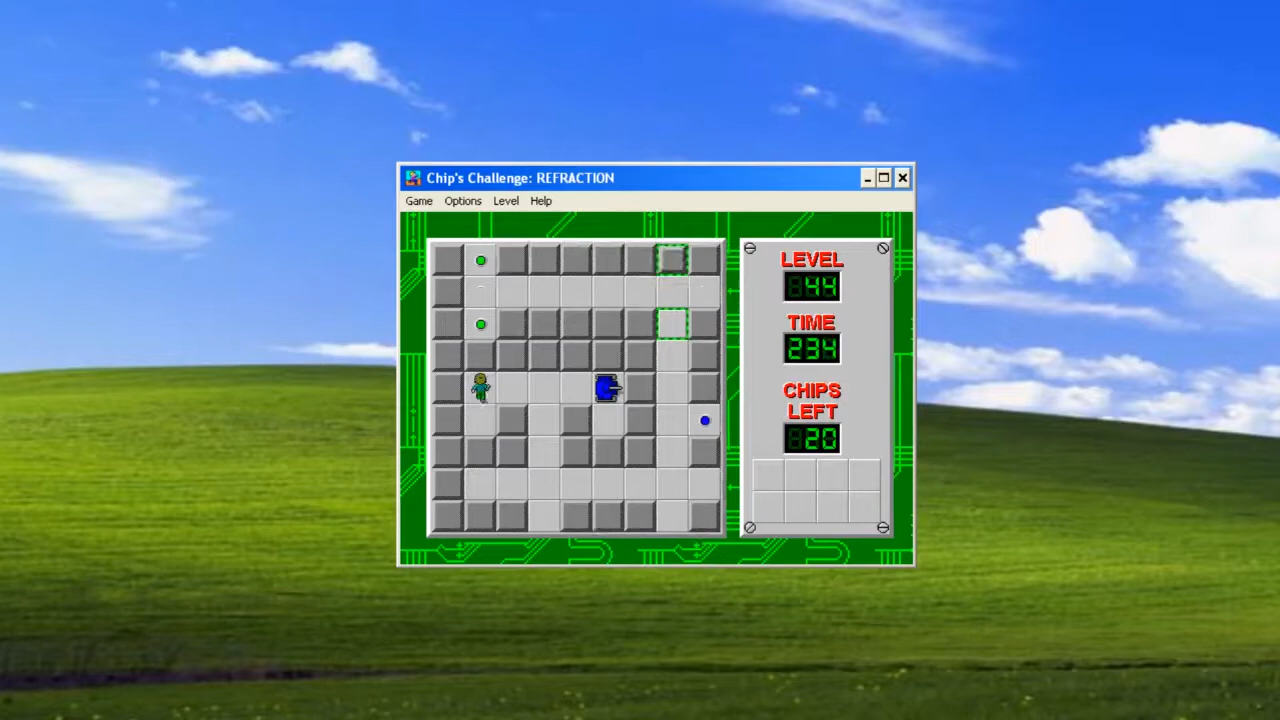 Chip's Challenge: REFRACTION
Game Options Level Help
LEVEL
44
TIME
234
CHIPS
LEFT
20